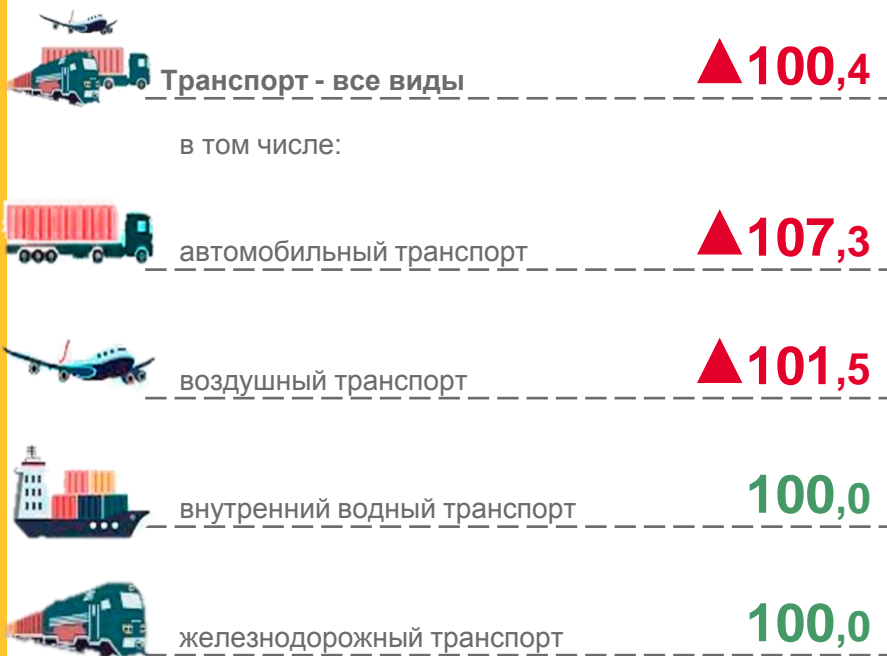 Транспорт - все виды ▲100,4
в том числе:
автомобильный транспорт ▲107,3
воздушный транспорт ▲101,5
внутренний водный транспорт 100,0
железнодорожный транспорт 100,0